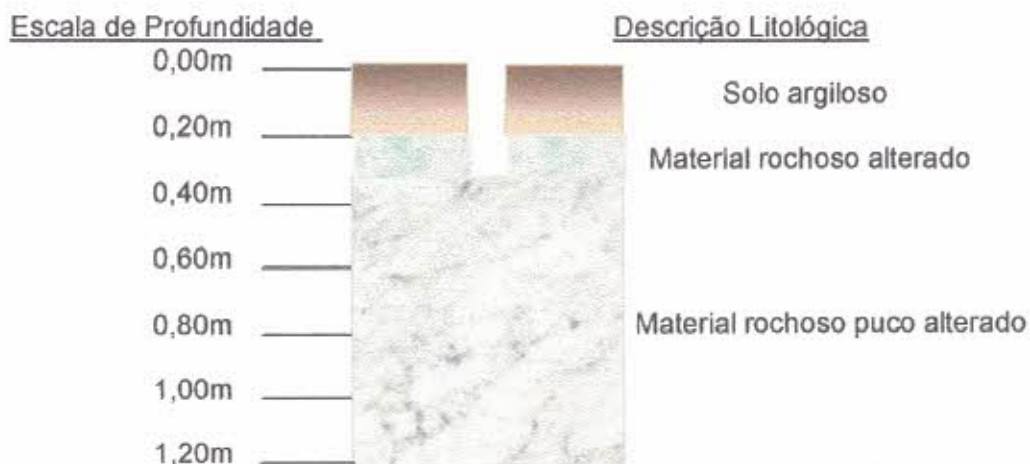 Escala de Profundidade
Descrição Litológica
0,00m
Solo argiloso
0,20m
Material rochoso alterado
0,40m
0,60m
0,80m
Material rochoso puco alterado
1,00m
1,20m